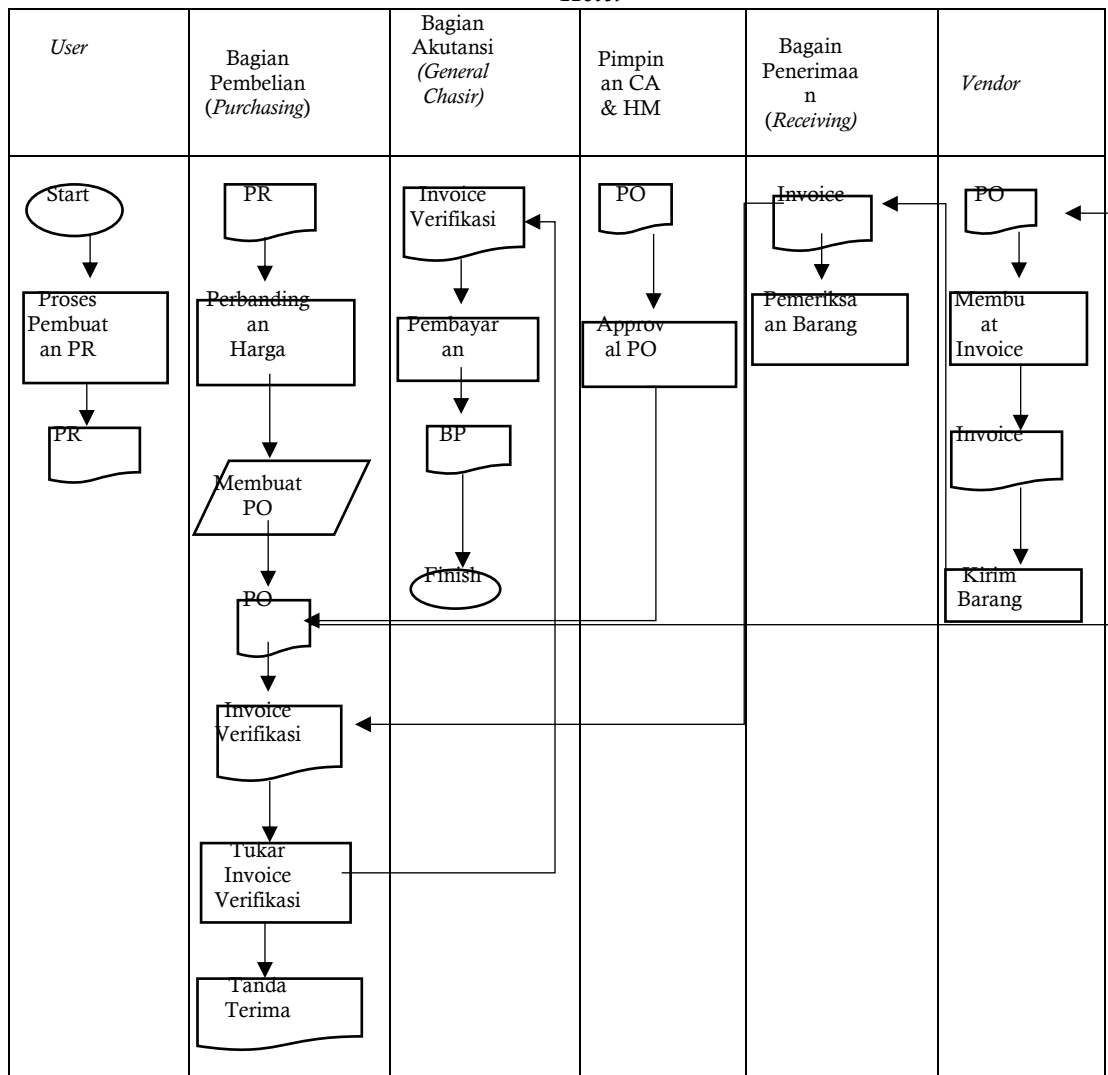 User
Bagian
Pembelian
(Purchasing)
Bagian
Akutansi
(General
Chasir)
Pimpin
an CA
& HM
Bagain
Penerimaa
n
(Receiving)
Vendor
Start
Proses
Pembuat
an PR
PR
PR
Perbanding
an
Harga
Membuat
PO
PO
Invoice
Verifikasi
Tukar
Invoice
Verifikasi
Tanda
Terima
Invoice
Verifikasi
Pembayar
an
BP
Finish
PO
Approv
al PO
Invoice
Pemeriksa
an Barang
PO
Membu
at
Invoice
Invoice
Kirim
Barang